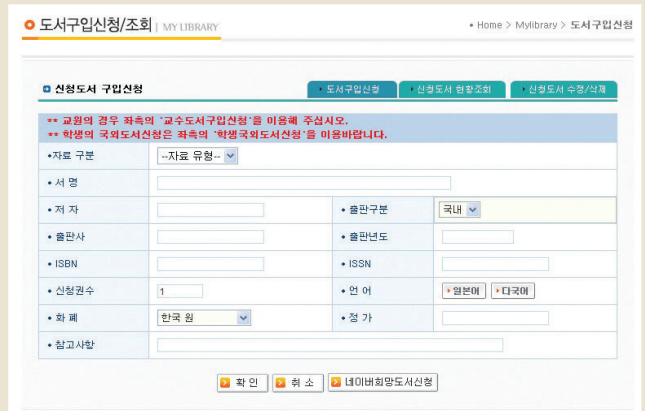 도서구입신청/조회 | MY LIBRARY
• Home > Mylibrary > 도서구입신청
신청도서 구입신청
• 도서구입신청
• 신청도서 현황조회
• 신청도서 수정/삭제
** 교원의 경우 좌측의 '교수도서구입신청'을 이용해 주십시오.
** 학생의 국외도서신청은 좌측의 '학생국외도서신청'을 이용바랍니다.
•자료 구분 --자료 유형--
• 서 명
• 저 자 • 출판구분 국내
• 출판사 • 출판년도
• ISBN • ISSN
• 신청권수 1 • 언 어 일본어 다국어
• 화 폐 한국 원 • 정 가
• 참고사항
확 인 취 소 네이버희망도서신청